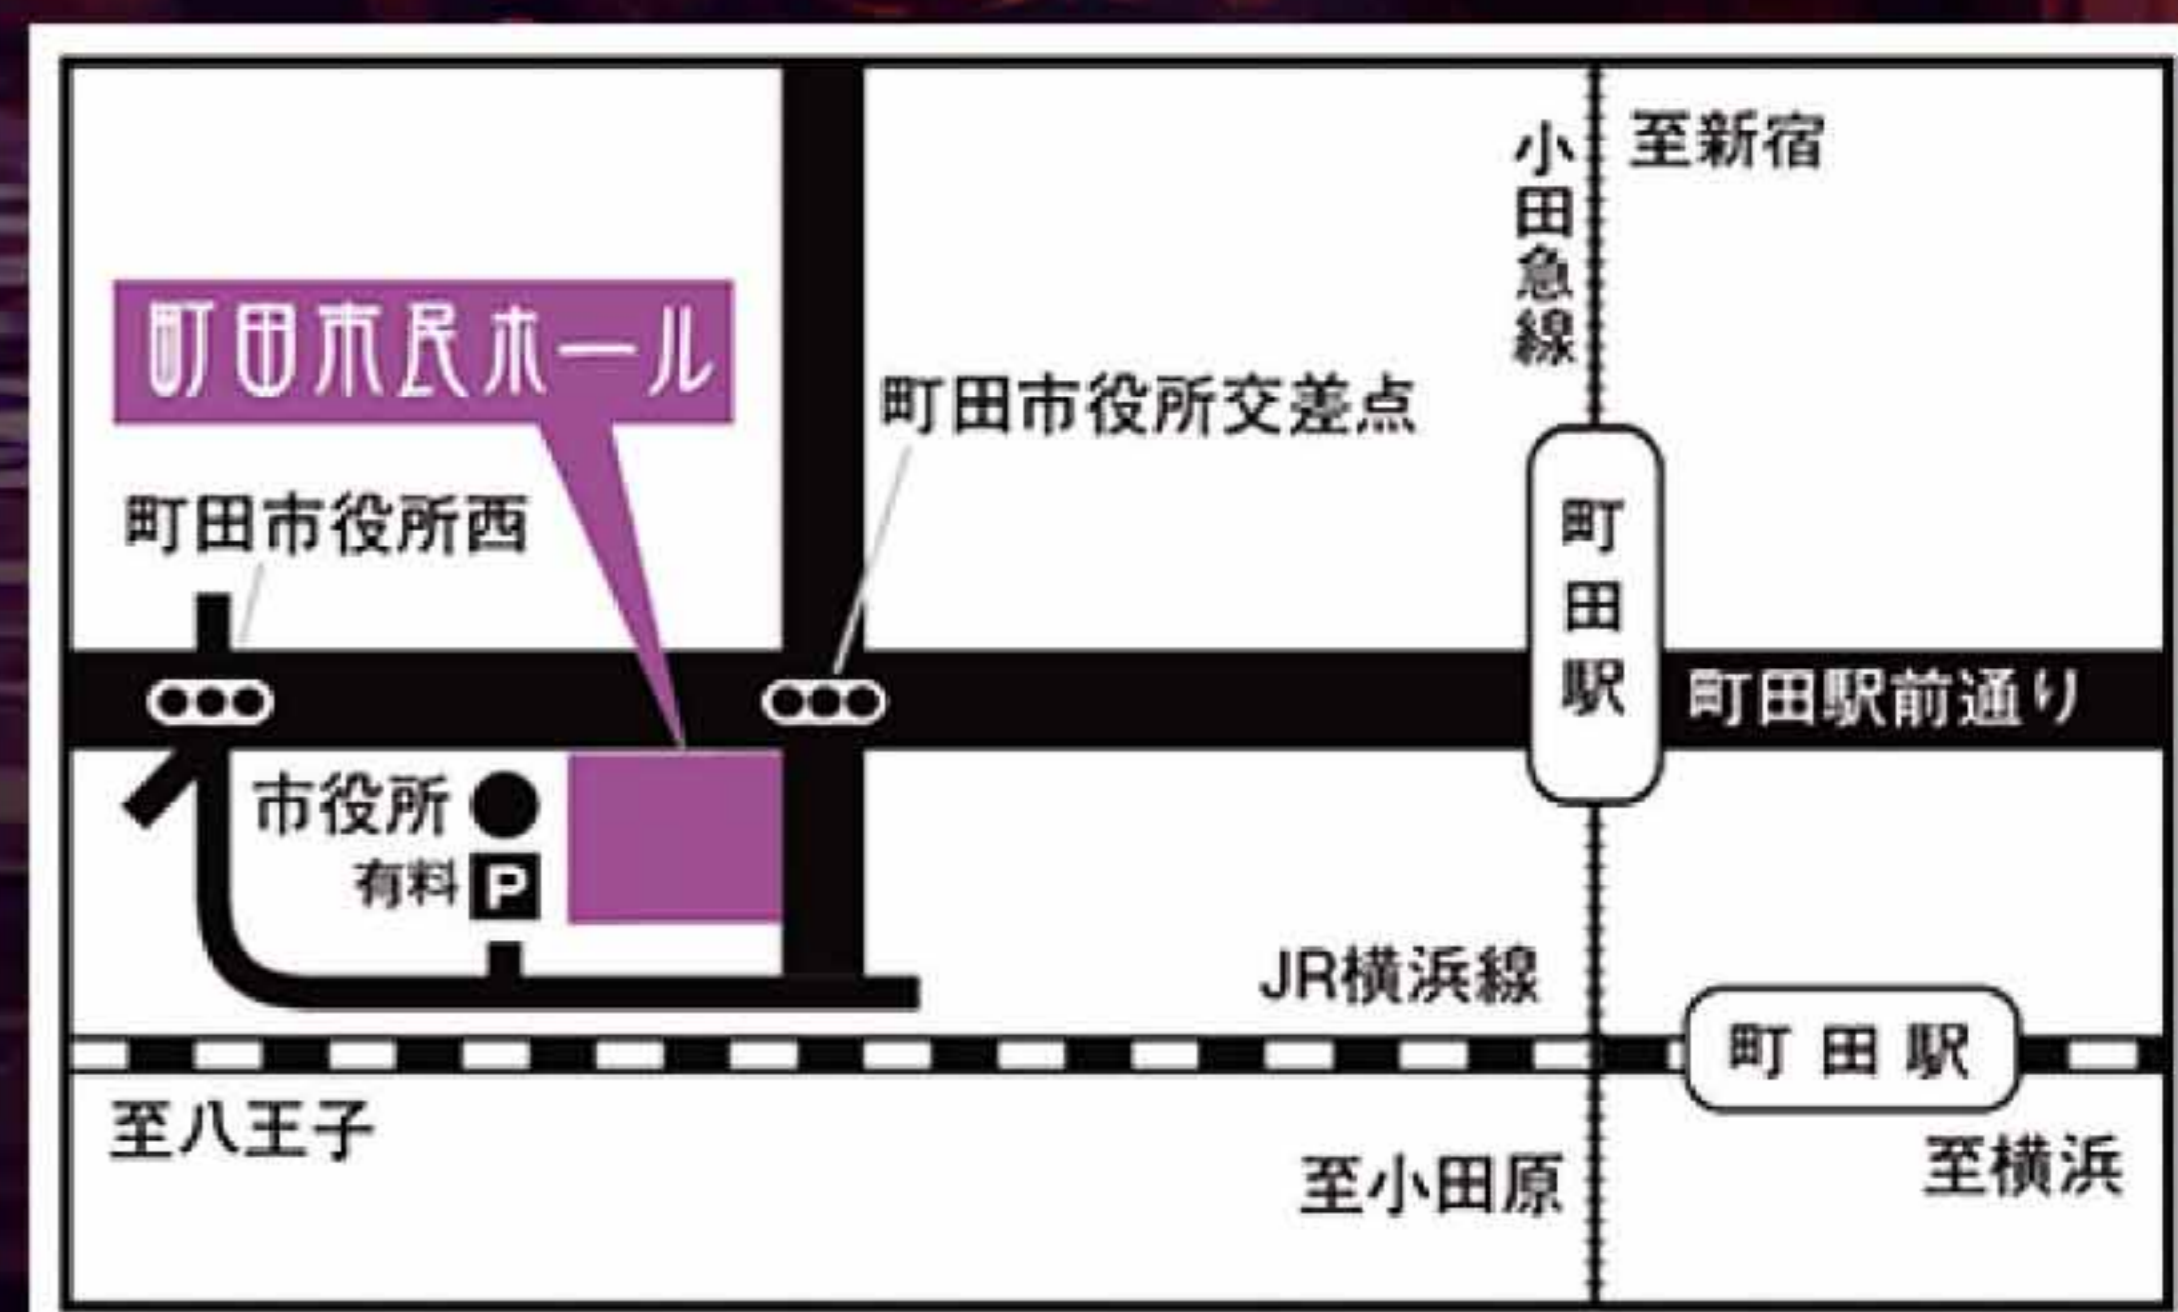 小田急線
至新宿
町田市民ホール
町田市役所交差点
町田市役所西
町田駅
町田駅前通り
市役所
有料 P
JR横浜線
町田駅
至八王子
至小田原
至横浜